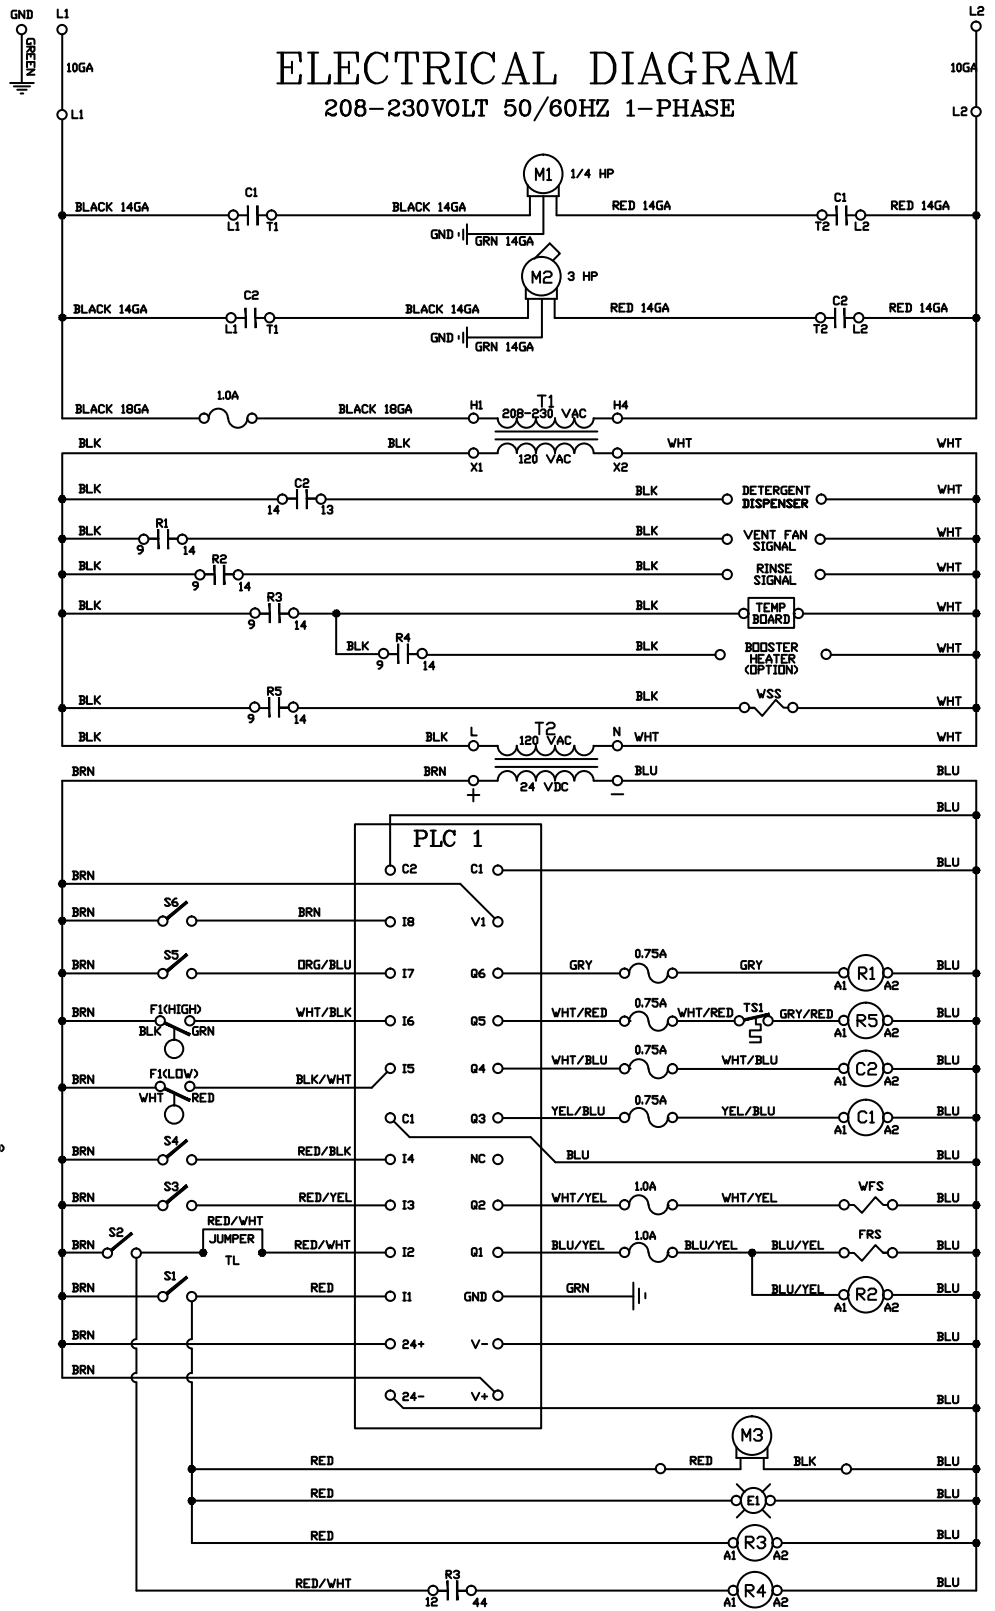 GND L1 L2
GREEN
10GA 10GA
ELECTRICAL DIAGRAM
208-230VOLT 50/60HZ 1-PHASE
L1 L2
M1 1/4 HP
BLACK 14GA C1 BLACK 14GA RED 14GA C1 RED 14GA
L1 T1 GND GRN 14GA T2 L2
M2 3 HP
BLACK 14GA C2 BLACK 14GA RED 14GA C2 RED 14GA
L1 T1 GND GRN 14GA T2 L2
1.0A T1
BLACK 18GA BLACK 18GA H1 208-230 VAC H4
BLK BLK WHT WHT
X1 120 VAC X2
BLK C2 BLK DETERGENT WHT
14 13 DISPENSER
BLK R1 BLK VENT FAN WHT
9 14 SIGNAL
BLK R2 BLK RINSE WHT
9 14 SIGNAL
BLK R3 BLK TEMP WHT
9 14 BOARD
BLK R4 BLK BOOSTER WHT
9 14 HEATER
(OPTION)
BLK R5 BLK WSS WHT
9 14
T2
BLK BLK L 120 VAC N WHT WHT
BRN BRN BLU BLU
+ 24 VDC -
BLU
PLC 1
C2 C1 BLU
BRN
BRN S6 BRN I8 V1
BRN S5 ORG/BLU I7 Q6 GRY 0.75A GRY R1 BLU
A1 A2
BRN F1(HIGH) WHT/BLK I6 Q5 WHT/RED 0.75A WHT/RED TS1 GRY/RED R5 BLU
BLK GRN A1 A2
BRN F1(LOW) BLK/WHT I5 Q4 WHT/BLU 0.75A WHT/BLU C2 BLU
WHT RED A1 A2
C1 Q3 YEL/BLU 0.75A YEL/BLU C1 BLU
A1 A2
BRN S4 RED/BLK I4 NC BLU BLU
BRN S3 RED/YEL I3 Q2 WHT/YEL 1.0A WHT/YEL WFS BLU
RED/WHT
BRN S2 JUMPER RED/WHT I2 Q1 BLU/YEL 1.0A BLU/YEL BLU/YEL FRS BLU
TL
BRN S1 RED I1 GND GRN BLU/YEL R2 BLU
A1 A2
BRN 24+ V- BLU
BRN
24- V+ BLU
M3
RED RED BLK BLU
RED E1 BLU
RED R3 BLU
A1 A2
RED/WHT R3 R4 BLU
12 44 A1 A2